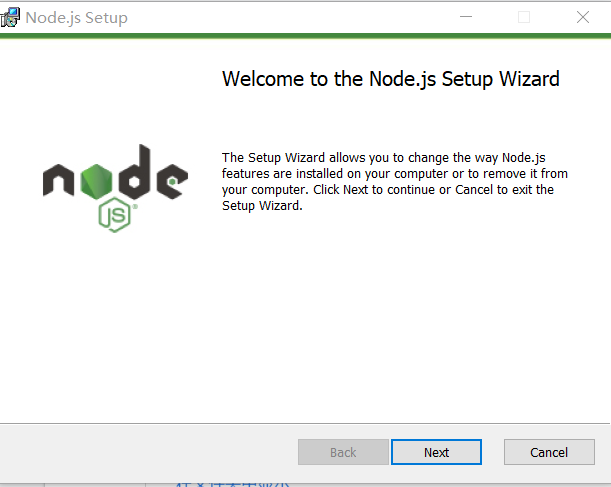 Node.js Setup
Welcome to the Node.js Setup Wizard
node
JS
The Setup Wizard allows you to change the way Node.js
features are installed on your computer or to remove it from
your computer. Click Next to continue or Cancel to exit the
Setup Wizard.
Back Next Cancel